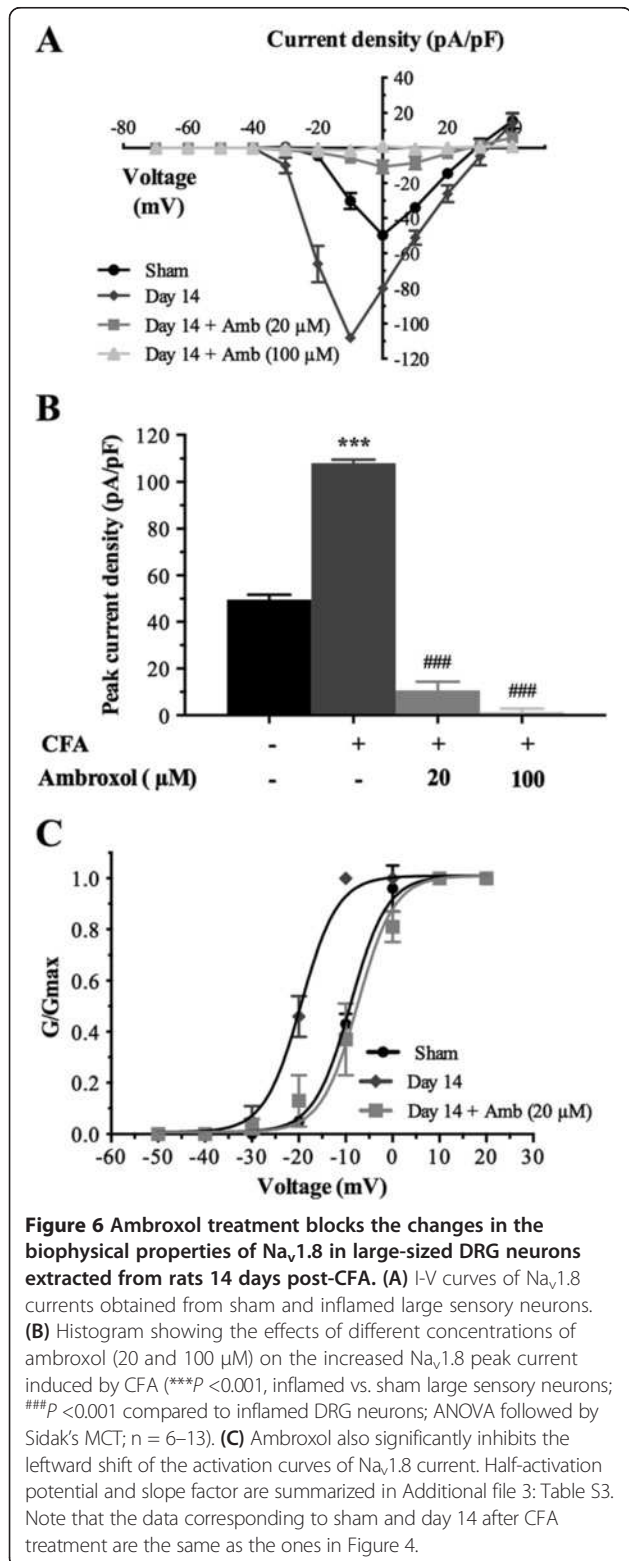 A
Current density (pA/pF)
40
20
-80 -60 -40 -20 20 40
-20
-40
-60
-80
-100
-120
Voltage
(mV)
Sham
Day 14
Day 14 + Amb (20 µM)
Day 14 + Amb (100 µM)
B
Peak current density (pA/pF)
120
100
80
60
40
20
0
***
###
###
CFA - + + +
Ambroxol ( µM) - - 20 100
C
G/Gmax
1.0
0.8
0.6
0.4
0.2
0.0
Sham
Day 14
Day 14 + Amb (20 µM)
-60 -50 -40 -30 -20 -10 0 10 20 30
Voltage (mV)
Figure 6 Ambroxol treatment blocks the changes in the
biophysical properties of Nav1.8 in large-sized DRG neurons
extracted from rats 14 days post-CFA. (A) I-V curves of Nav1.8
currents obtained from sham and inflamed large sensory neurons.
(B) Histogram showing the effects of different concentrations of
ambroxol (20 and 100 µM) on the increased Nav1.8 peak current
induced by CFA (***P <0.001, inflamed vs. sham large sensory neurons;
###P <0.001 compared to inflamed DRG neurons; ANOVA followed by
Sidak's MCT; n = 6–13). (C) Ambroxol also significantly inhibits the
leftward shift of the activation curves of Nav1.8 current. Half-activation
potential and slope factor are summarized in Additional file 3: Table S3.
Note that the data corresponding to sham and day 14 after CFA
treatment are the same as the ones in Figure 4.